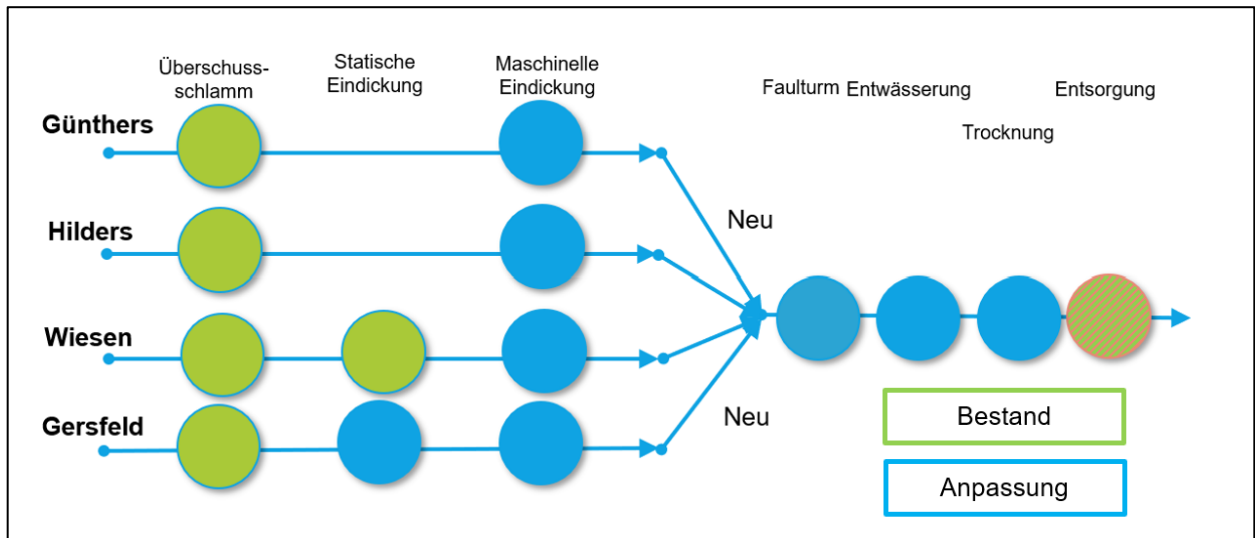 Überschuss-
schlamm
Statische
Eindickung
Maschinelle
Eindickung
Faulturm
Entwässerung
Trocknung
Entsorgung
Günthers
Hilders
Wiesen
Gersfeld
Neu
Neu
Bestand
Anpassung